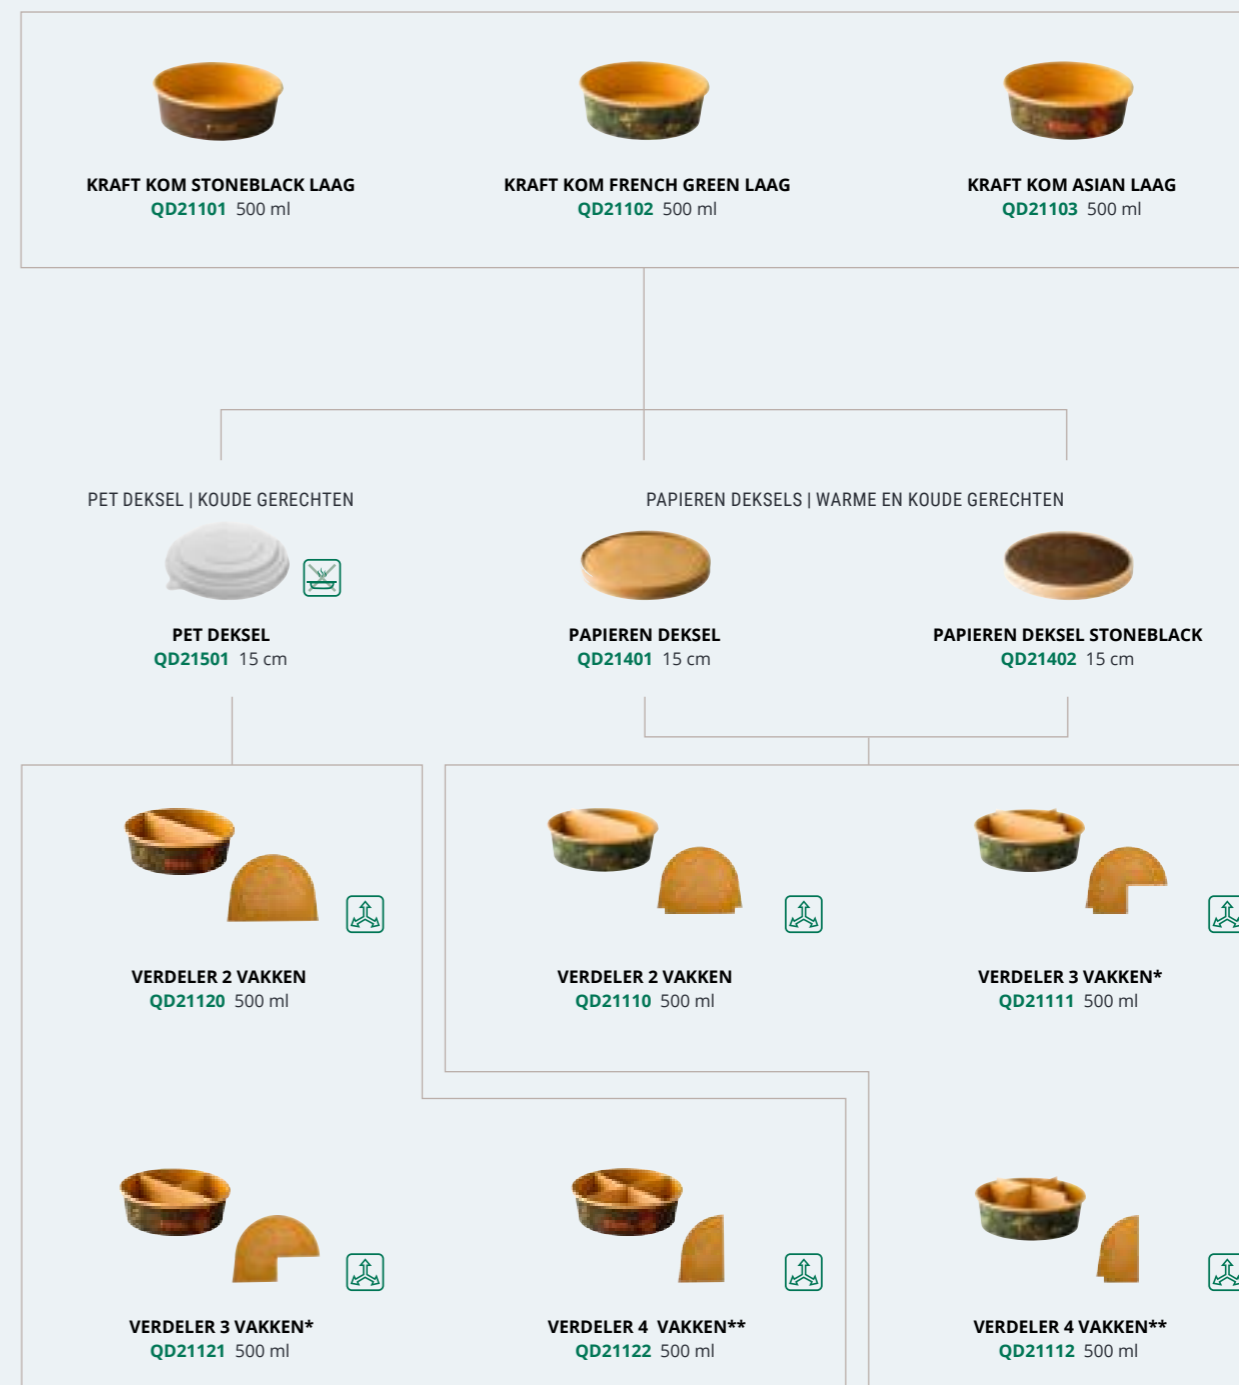 KRAFT KOM STONEBLACK LAAG
QD21101 500 ml
KRAFT KOM FRENCH GREEN LAAG
QD21102 500 ml
KRAFT KOM ASIAN LAAG
QD21103 500 ml
PET DEKSEL | KOUDE GERECHTEN
PAPIEREN DEKSELS | WARME EN KOUDE GERECHTEN
PET DEKSEL
QD21501 15 cm
PAPIEREN DEKSEL
QD21401 15 cm
PAPIEREN DEKSEL STONEBLACK
QD21402 15 cm
VERDELER 2 VAKKEN
QD21120 500 ml
VERDELER 2 VAKKEN
QD21110 500 ml
VERDELER 3 VAKKEN*
QD21111 500 ml
VERDELER 3 VAKKEN*
QD21121 500 ml
VERDELER 4 VAKKEN**
QD21122 500 ml
VERDELER 4 VAKKEN**
QD21112 500 ml